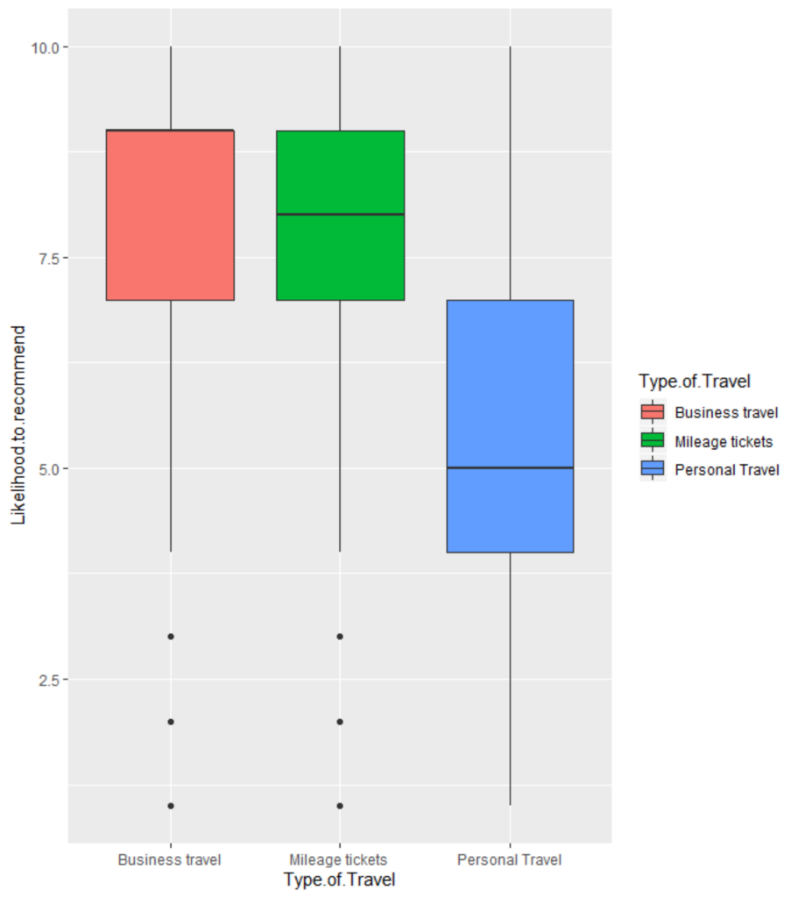 10.0
7.5
5.0
2.5
Likelihood.to.recommend
Business travel
Mileage tickets
Personal Travel
Type.of.Travel
Type.of.Travel
Business travel
Mileage tickets
Personal Travel